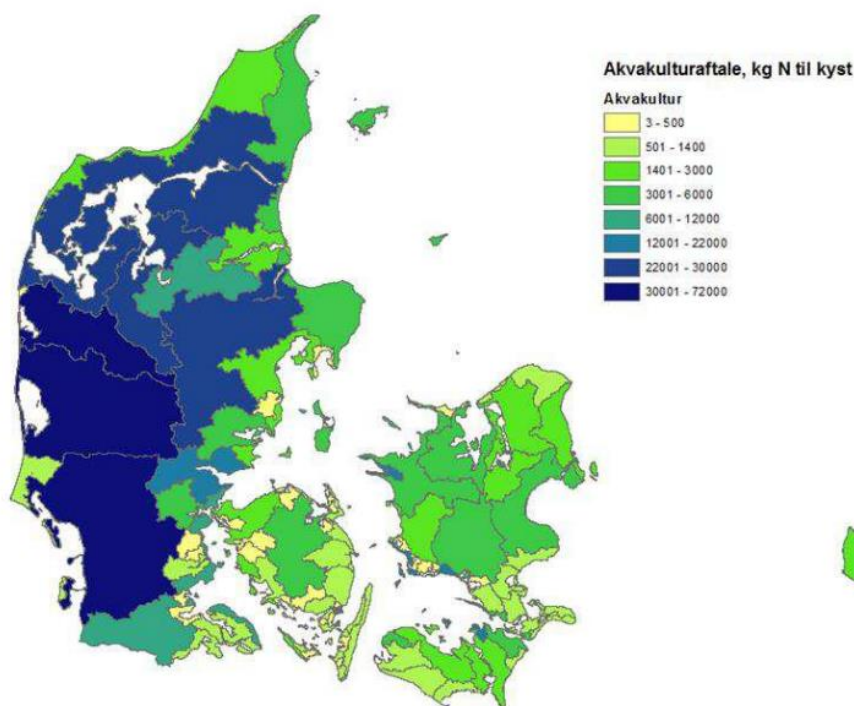 Akvakulturaftale, kg N til kyst
Akvakultur
3 - 500
501 - 1400
1401 - 3000
3001 - 6000
6001 - 12000
12001 - 22000
22001 - 30000
30001 - 72000